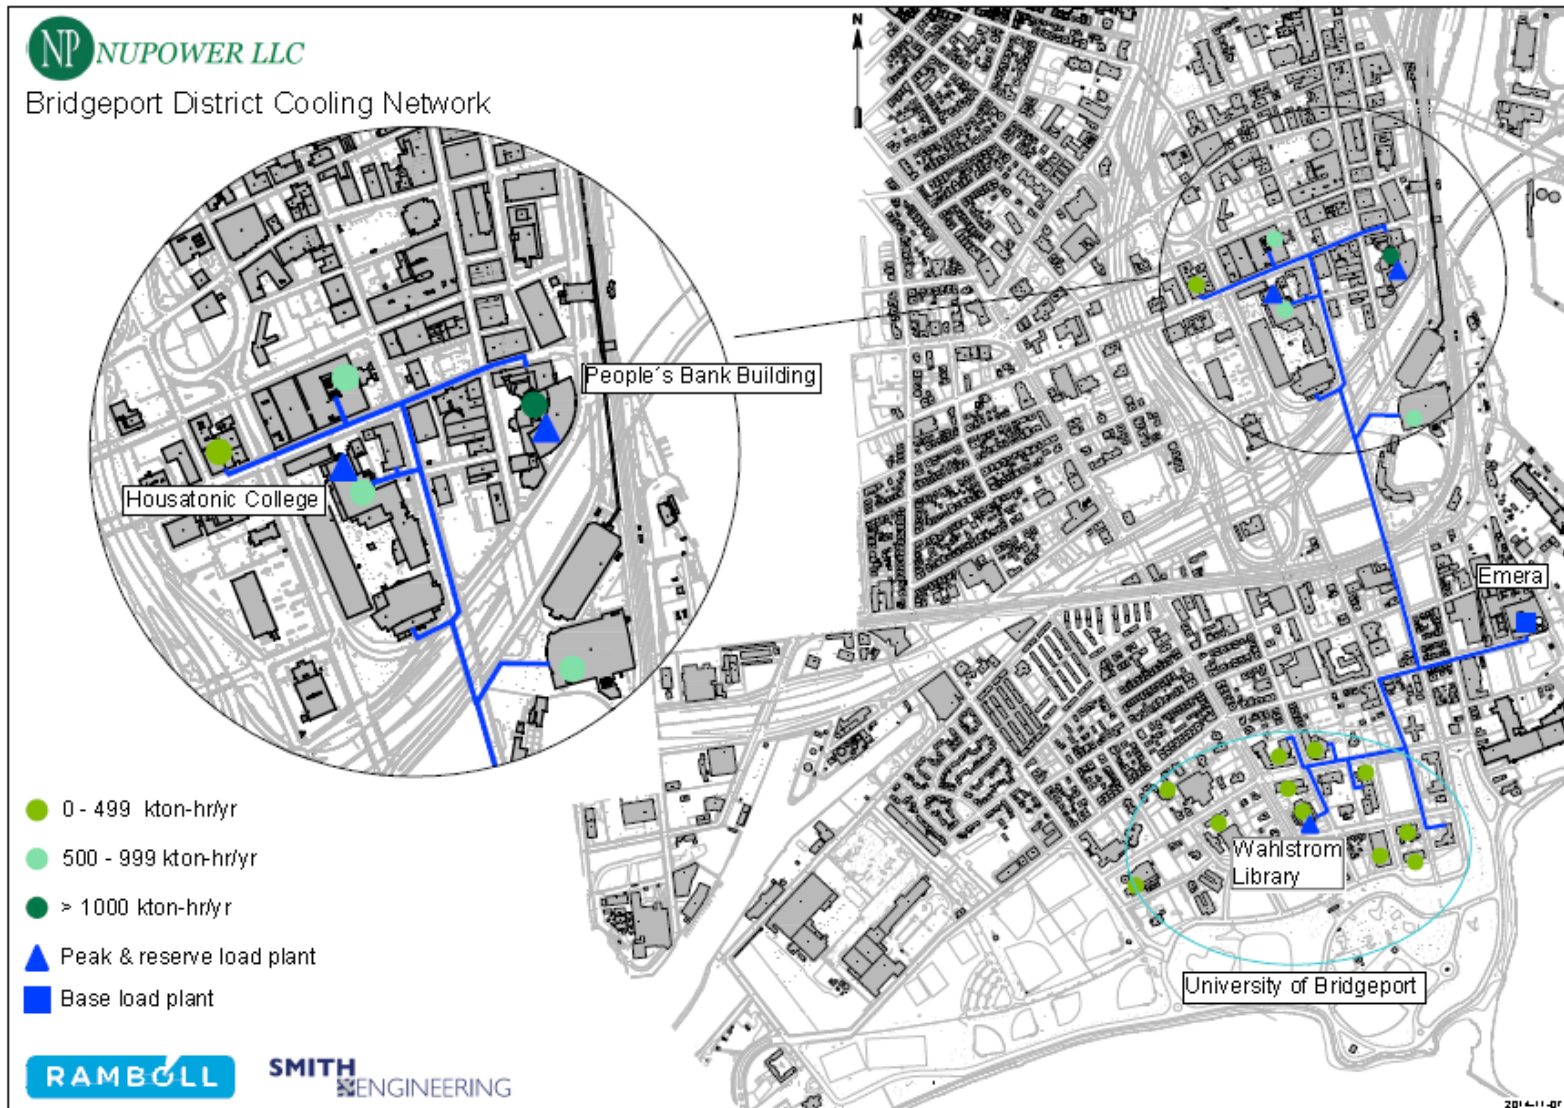 NP NUPOWER LLC
Bridgeport District Cooling Network
N
People´s Bank Building
Housatonic College
Emera
Wahlstrom
Library
University of Bridgeport
0 - 499 kton-hr/yr
500 - 999 kton-hr/yr
> 1000 kton-hr/yr
Peak & reserve load plant
Base load plant
RAMBOLL
SMITH
ENGINEERING